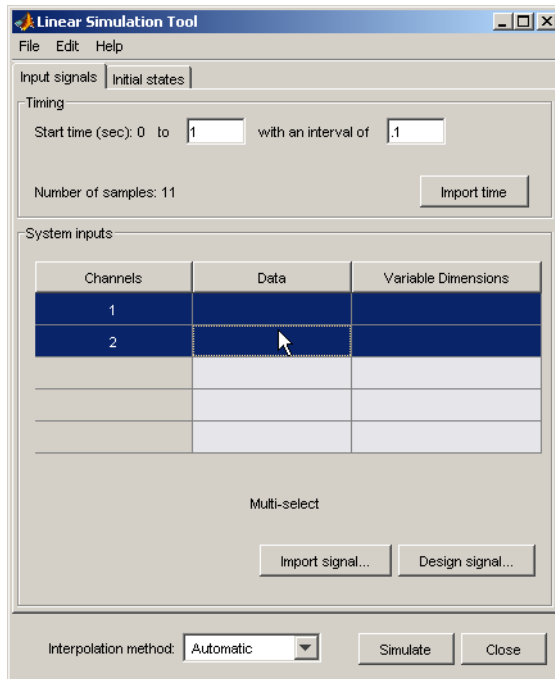 Linear Simulation Tool
File Edit Help
Input signals Initial states
Timing
Start time (sec): 0 to 1 with an interval of .1
Number of samples: 11 Import time
System inputs
Channels Data Variable Dimensions
1
2
Multi-select
Import signal... Design signal...
Interpolation method: Automatic Simulate Close